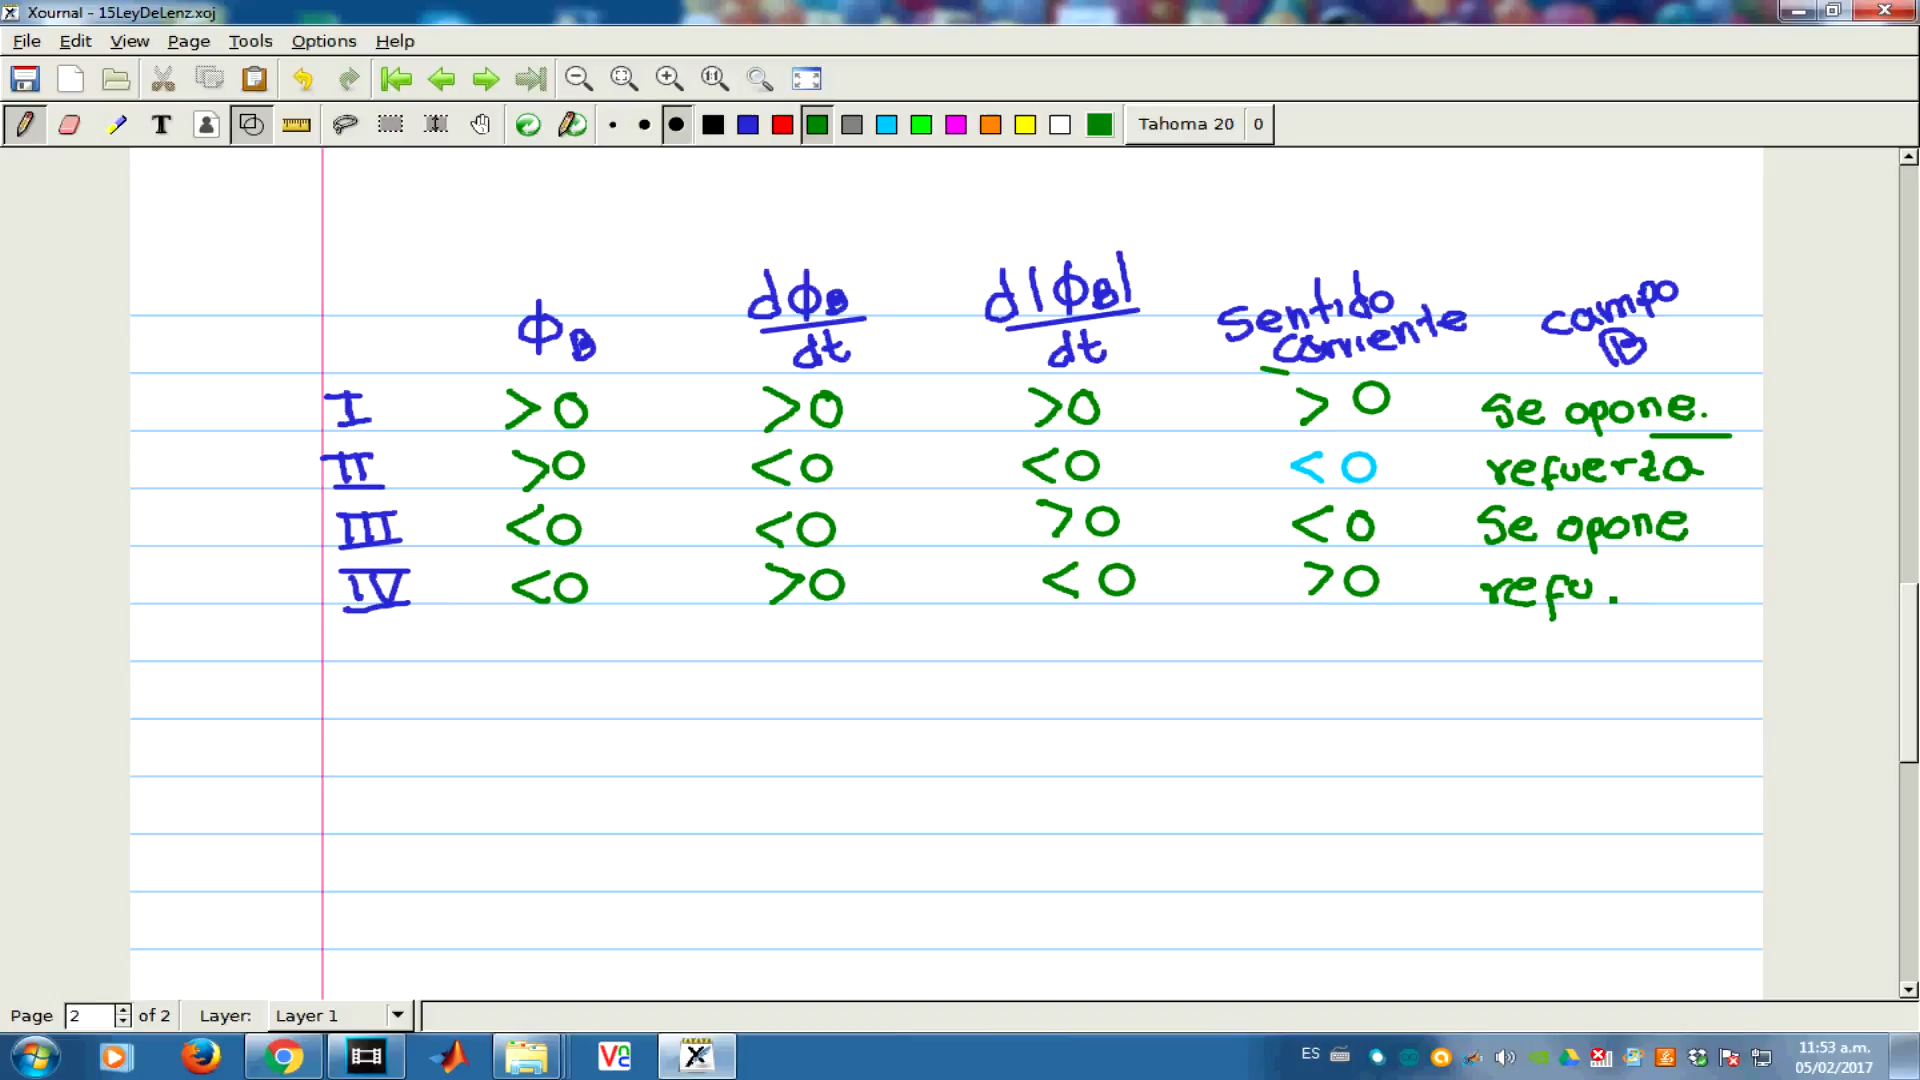 Xournal - 15LeyDeLenz.xoj
File Edit View Page Tools Options Help
Tahoma 20 0
ϕB dϕB/dt d|ϕB|/dt Sentido corriente campo B
I >0 >0 >0 >0 Se opone.
II >0 <0 <0 <0 refuerza
III <0 <0 >0 <0 Se opone
IV <0 >0 <0 >0 refu.
Page 2 of 2 Layer: Layer 1
ES 11:53 a.m.
05/02/2017